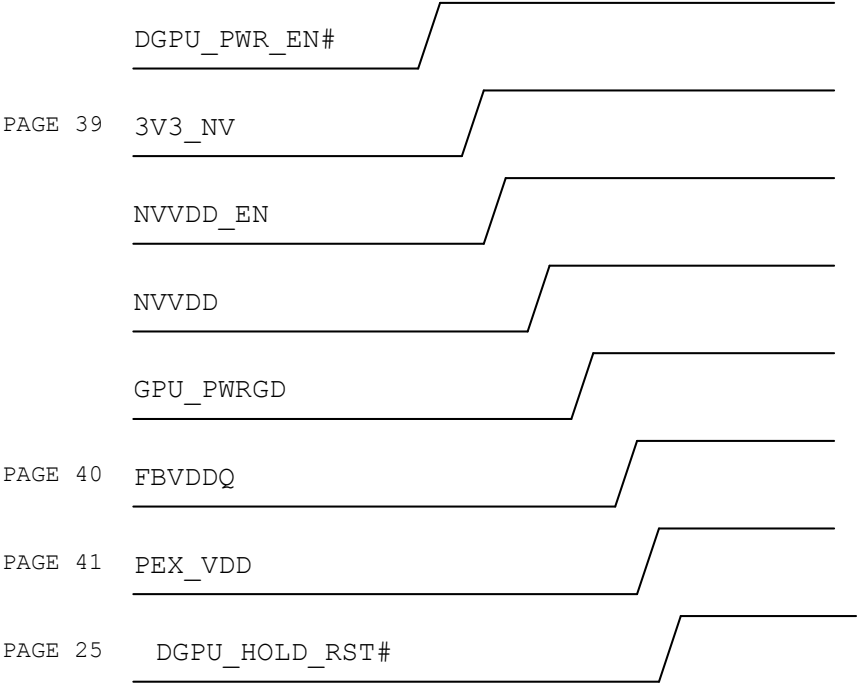 DGPU_PWR_EN#
PAGE 39 3V3_NV
NVVDD_EN
NVVDD
GPU_PWRGD
PAGE 40 FBVDDQ
PAGE 41 PEX_VDD
PAGE 25 DGPU_HOLD_RST#